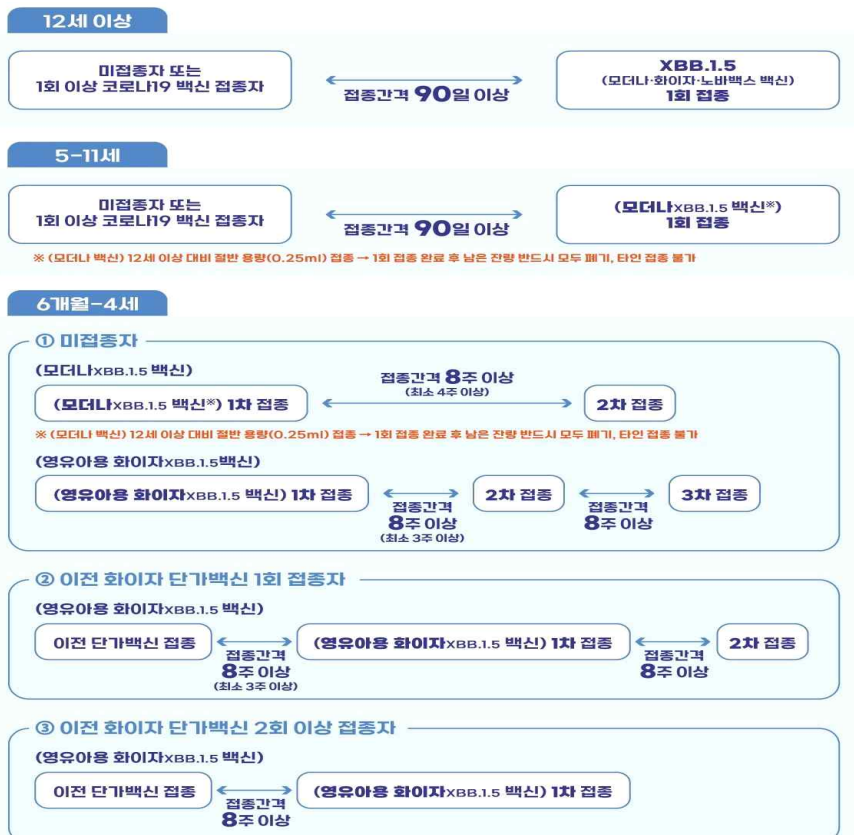 12세 이상
미접종자 또는
1회 이상 코로나19 백신 접종자
접종간격 90일 이상
XBB.1.5
(모더나·화이자·노바백스 백신)
1회 접종
5-11세
미접종자 또는
1회 이상 코로나19 백신 접종자
접종간격 90일 이상
(모더나XBB.1.5 백신※)
1회 접종
※ (모더나 백신) 12세 이상 대비 절반 용량(0.25ml) 접종 → 1회 접종 완료 후 남은 잔량 반드시 모두 폐기, 타인 접종 불가
6개월-4세
① 미접종자
(모더나XBB.1.5 백신)
(모더나XBB.1.5 백신※) 1차 접종
접종간격 8주 이상
(최소 4주 이상)
2차 접종
※ (모더나 백신) 12세 이상 대비 절반 용량(0.25ml) 접종 → 1회 접종 완료 후 남은 잔량 반드시 모두 폐기, 타인 접종 불가
(영유아용 화이자XBB.1.5백신)
(영유아용 화이자XBB.1.5 백신) 1차 접종
접종간격
8주 이상
(최소 3주 이상)
2차 접종
접종간격
8주 이상
3차 접종
② 이전 화이자 단가백신 1회 접종자
(영유아용 화이자XBB.1.5 백신)
이전 단가백신 접종
접종간격
8주 이상
(최소 3주 이상)
(영유아용 화이자XBB.1.5 백신) 1차 접종
접종간격
8주 이상
2차 접종
③ 이전 화이자 단가백신 2회 이상 접종자
(영유아용 화이자XBB.1.5 백신)
이전 단가백신 접종
접종간격
8주 이상
(영유아용 화이자XBB.1.5 백신) 1차 접종